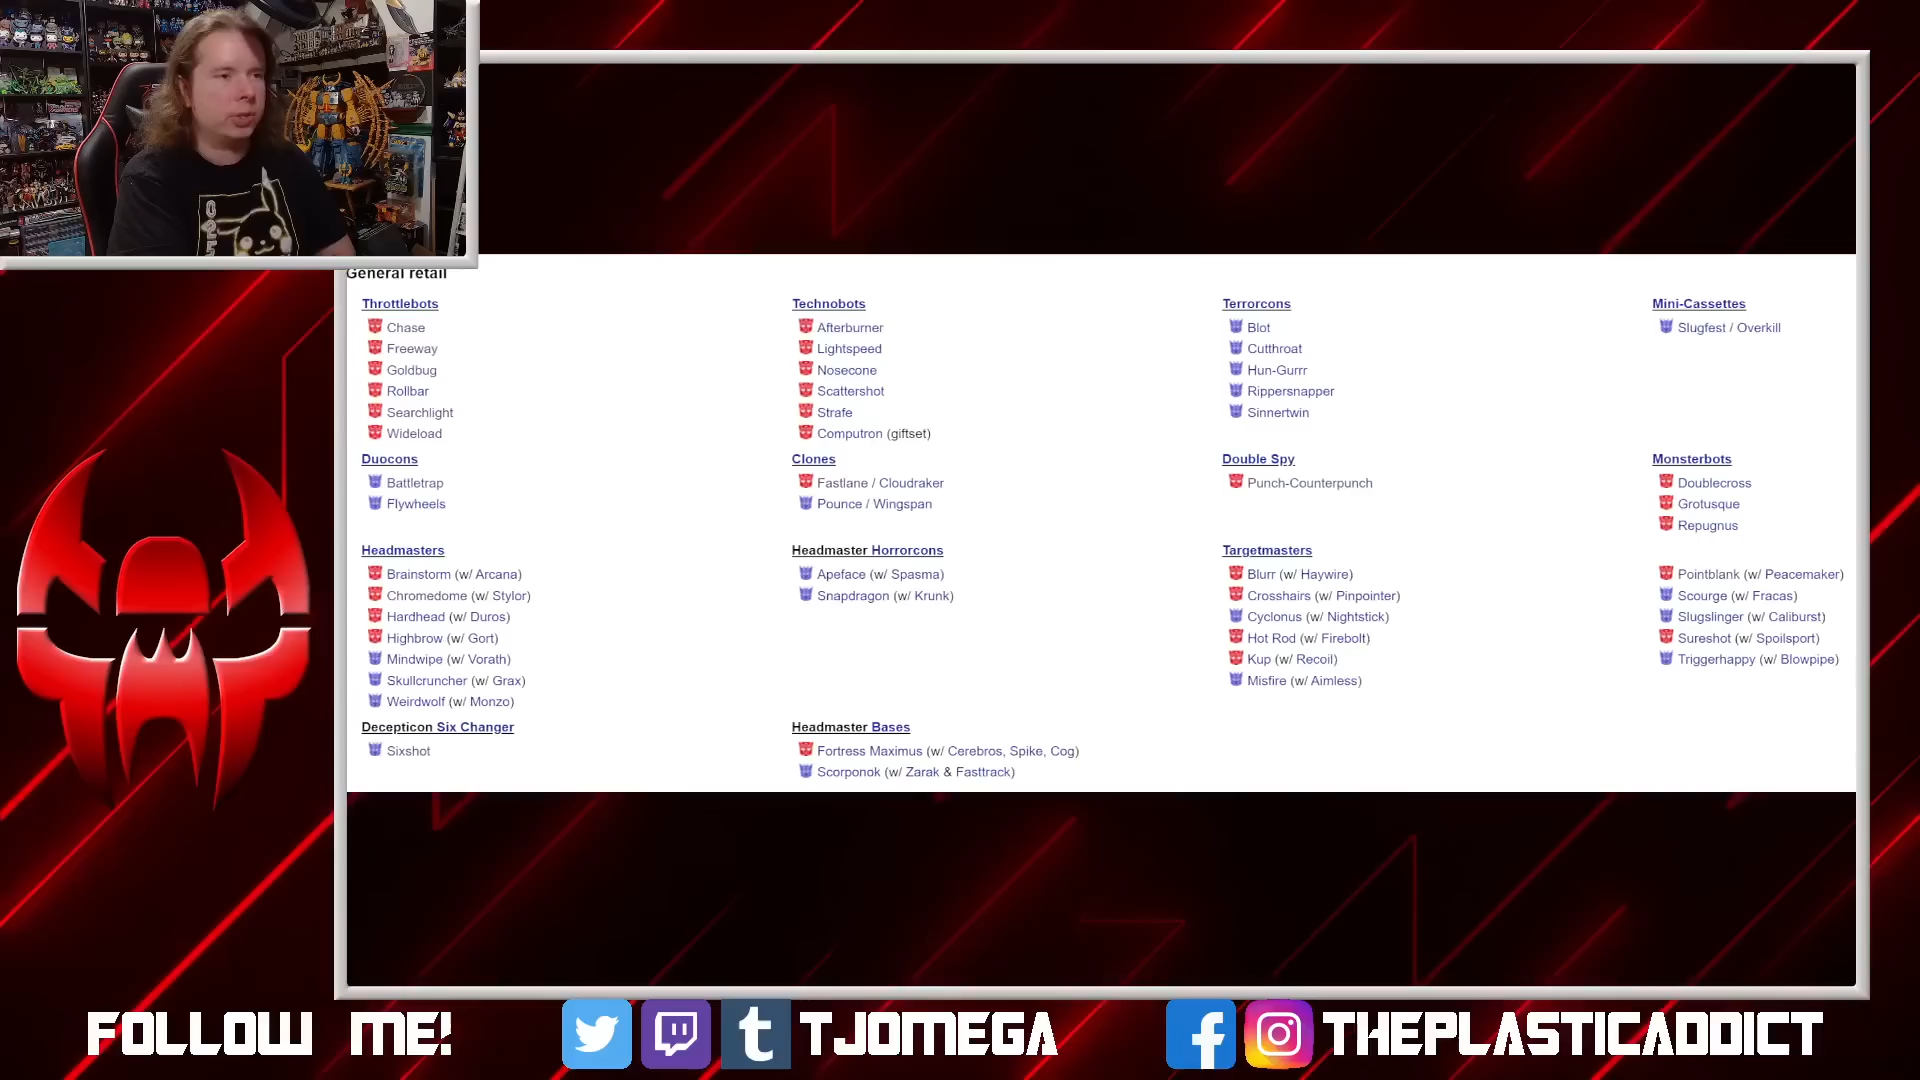 General retail
Throttlebots
Chase
Freeway
Goldbug
Rollbar
Searchlight
Wideload
Technobots
Afterburner
Lightspeed
Nosecone
Scattershot
Strafe
Computron (giftset)
Terrorcons
Blot
Cutthroat
Hun-Gurrr
Rippersnapper
Sinnertwin
Mini-Cassettes
Slugfest / Overkill
Duocons
Battletrap
Flywheels
Clones
Fastlane / Cloudraker
Pounce / Wingspan
Double Spy
Punch-Counterpunch
Monsterbots
Doublecross
Grotusque
Repugnus
Headmasters
Brainstorm (w/ Arcana)
Chromedome (w/ Stylor)
Hardhead (w/ Duros)
Highbrow (w/ Gort)
Mindwipe (w/ Vorath)
Skullcruncher (w/ Grax)
Weirdwolf (w/ Monzo)
Headmaster Horrorcons
Apeface (w/ Spasma)
Snapdragon (w/ Krunk)
Targetmasters
Blurr (w/ Haywire)
Crosshairs (w/ Pinpointer)
Cyclonus (w/ Nightstick)
Hot Rod (w/ Firebolt)
Kup (w/ Recoil)
Misfire (w/ Aimless)
Pointblank (w/ Peacemaker)
Scourge (w/ Fracas)
Slugslinger (w/ Caliburst)
Sureshot (w/ Spoilsport)
Triggerhappy (w/ Blowpipe)
Decepticon Six Changer
Sixshot
Headmaster Bases
Fortress Maximus (w/ Cerebros, Spike, Cog)
Scorponok (w/ Zarak & Fasttrack)
FOLLOW ME! TJOMEGA THEPLASTICADDICT